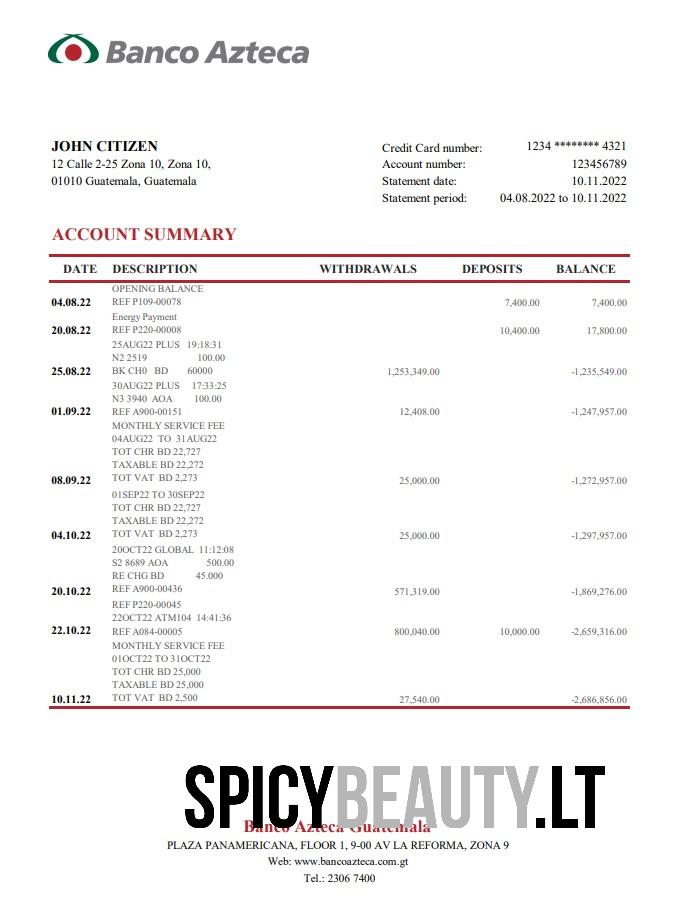 Banco Azteca
JOHN CITIZEN
12 Calle 2-25 Zona 10, Zona 10,
01010 Guatemala, Guatemala
Credit Card number: 1234 ******** 4321
Account number: 123456789
Statement date: 10.11.2022
Statement period: 04.08.2022 to 10.11.2022
ACCOUNT SUMMARY
DATE DESCRIPTION WITHDRAWALS DEPOSITS BALANCE
OPENING BALANCE
04.08.22 REF P109-00078 7,400.00 7,400.00
Energy Payment
20.08.22 REF P220-00008 10,400.00 17,800.00
25AUG22 PLUS 19:18:31
N2 2519 100.00
25.08.22 BK CH0 BD 60000 1,253,349.00 -1,235,549.00
30AUG22 PLUS 17:33:25
N3 3940 AOA 100.00
01.09.22 REF A900-00151 12,408.00 -1,247,957.00
MONTHLY SERVICE FEE
04AUG22 TO 31AUG22
TOT CHR BD 22,727
TAXABLE BD 22,272
08.09.22 TOT VAT BD 2,273 25,000.00 -1,272,957.00
01SEP22 TO 30SEP22
TOT CHR BD 22,727
TAXABLE BD 22,272
04.10.22 TOT VAT BD 2,273 25,000.00 -1,297,957.00
20OCT22 GLOBAL 11:12:08
S2 8689 AOA 500.00
RE CHG BD 45.000
20.10.22 REF A900-00436 571,319.00 -1,869,276.00
REF P220-00045
22OCT22 ATM104 14:41:36
22.10.22 REF A084-00005 800,040.00 10,000.00 -2,659,316.00
MONTHLY SERVICE FEE
01OCT22 TO 31OCT22
TOT CHR BD 25,000
TAXABLE BD 25,000
10.11.22 TOT VAT BD 2,500 27,540.00 -2,686,856.00
SPICYBEAUTY.LT
Banco Azteca Guatemala
PLAZA PANAMERICANA, FLOOR 1, 9-00 AV LA REFORMA, ZONA 9
Web: www.bancoazteca.com.gt
Tel.: 2306 7400